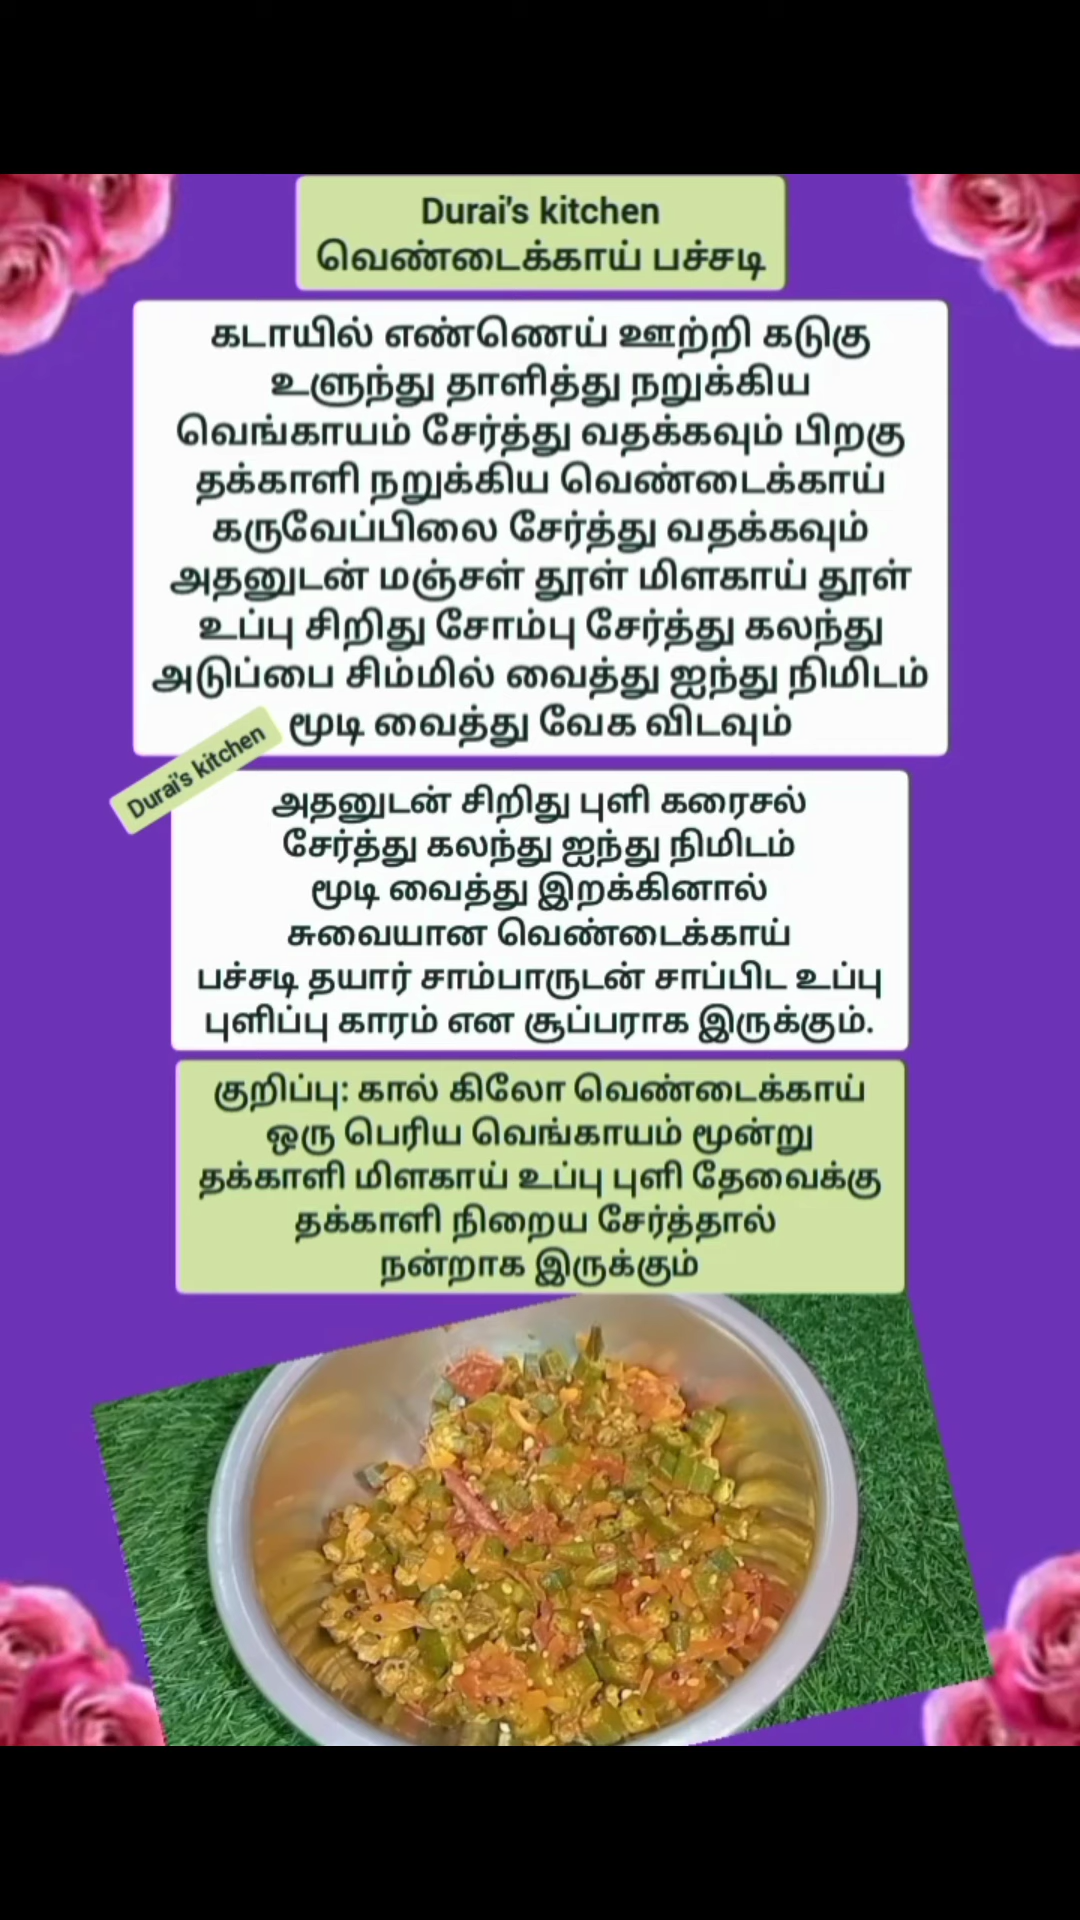 Durai's kitchen
வெண்டைக்காய் பச்சடி
கடாயில் எண்ணெய் ஊற்றி கடுகு
உளுந்து தாளித்து நறுக்கிய
வெங்காயம் சேர்த்து வதக்கவும் பிறகு
தக்காளி நறுக்கிய வெண்டைக்காய்
கருவேப்பிலை சேர்த்து வதக்கவும்
அதனுடன் மஞ்சள் தூள் மிளகாய் தூள்
உப்பு சிறிது சோம்பு சேர்த்து கலந்து
அடுப்பை சிம்மில் வைத்து ஐந்து நிமிடம்
மூடி வைத்து வேக விடவும்
Durai's kitchen
அதனுடன் சிறிது புளி கரைசல்
சேர்த்து கலந்து ஐந்து நிமிடம்
மூடி வைத்து இறக்கினால்
சுவையான வெண்டைக்காய்
பச்சடி தயார் சாம்பாருடன் சாப்பிட உப்பு
புளிப்பு காரம் என சூப்பராக இருக்கும்.
குறிப்பு: கால் கிலோ வெண்டைக்காய்
ஒரு பெரிய வெங்காயம் மூன்று
தக்காளி மிளகாய் உப்பு புளி தேவைக்கு
தக்காளி நிறைய சேர்த்தால்
நன்றாக இருக்கும்